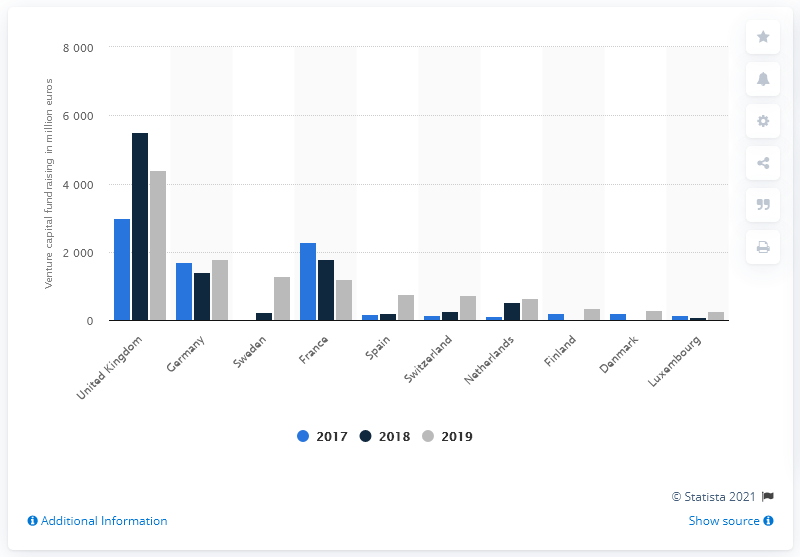 Venture capital fundraising in million euros
8 000
6 000
4 000
2 000
0
United Kingdom
Germany
Sweden
France
Spain
Switzerland
Netherlands
Finland
Denmark
Luxembourg
2017 2018 2019
© Statista 2021
Additional Information Show source